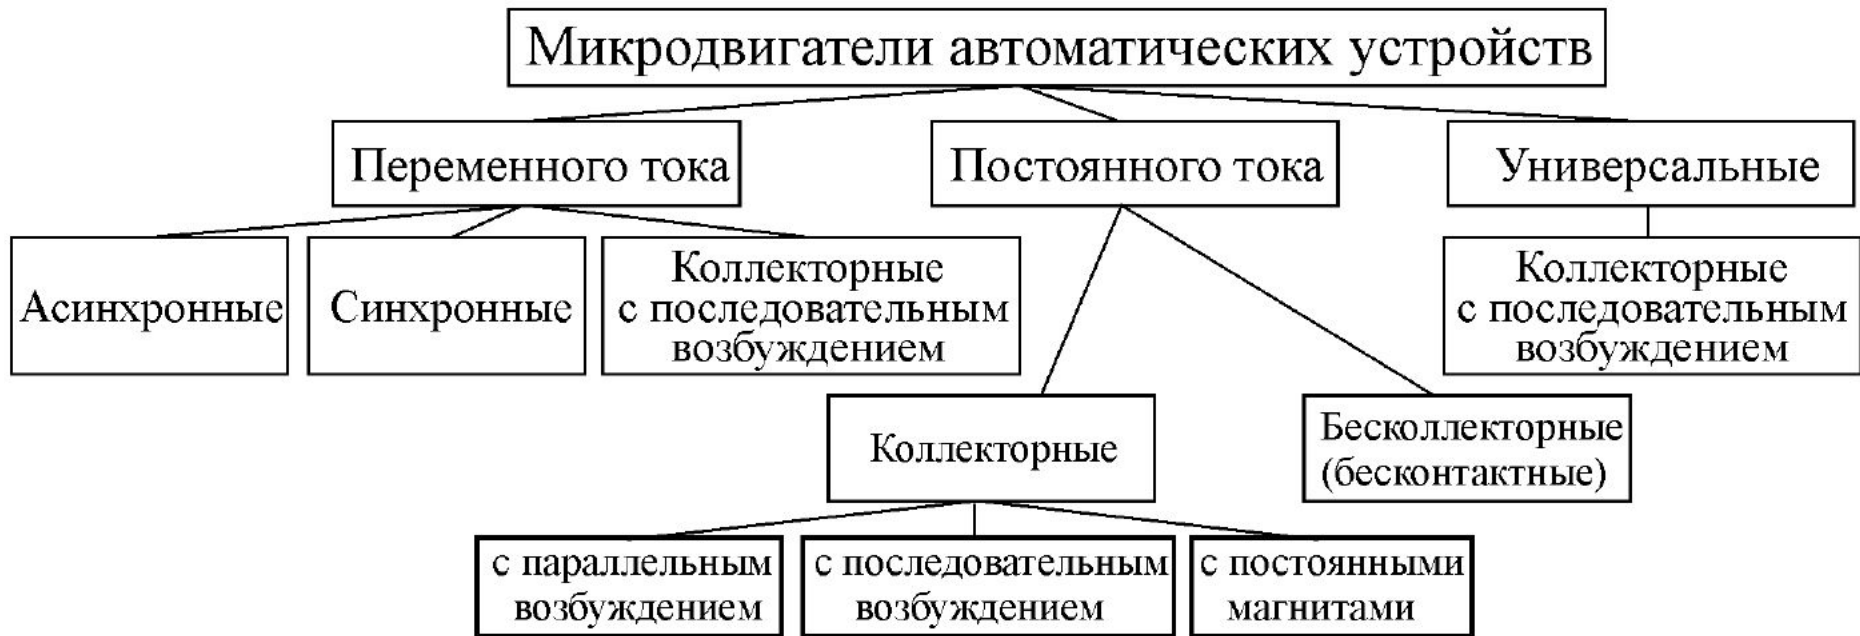 Микродвигатели автоматических устройств
Переменного тока
Постоянного тока
Универсальные
Асинхронные
Синхронные
Коллекторные
с последовательным
возбуждением
Коллекторные
с последовательным
возбуждением
Коллекторные
Бесколлекторные
(бесконтактные)
с параллельным
возбуждением
с последовательным
возбуждением
с постоянными
магнитами